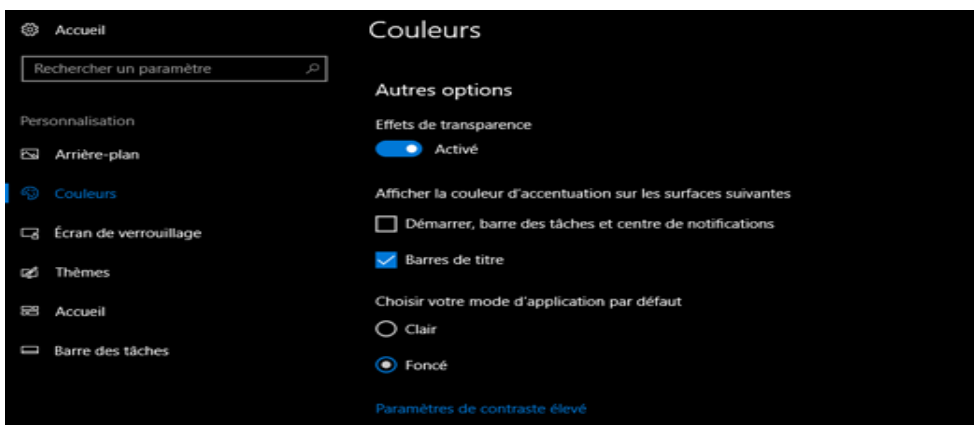 Accueil
Rechercher un paramètre
Personnalisation
Arrière-plan
Couleurs
Écran de verrouillage
Thèmes
Accueil
Barre des tâches
Couleurs
Autres options
Effets de transparence
Activé
Afficher la couleur d'accentuation sur les surfaces suivantes
Démarrer, barre des tâches et centre de notifications
Barres de titre
Choisir votre mode d'application par défaut
Clair
Foncé
Paramètres de contraste élevé